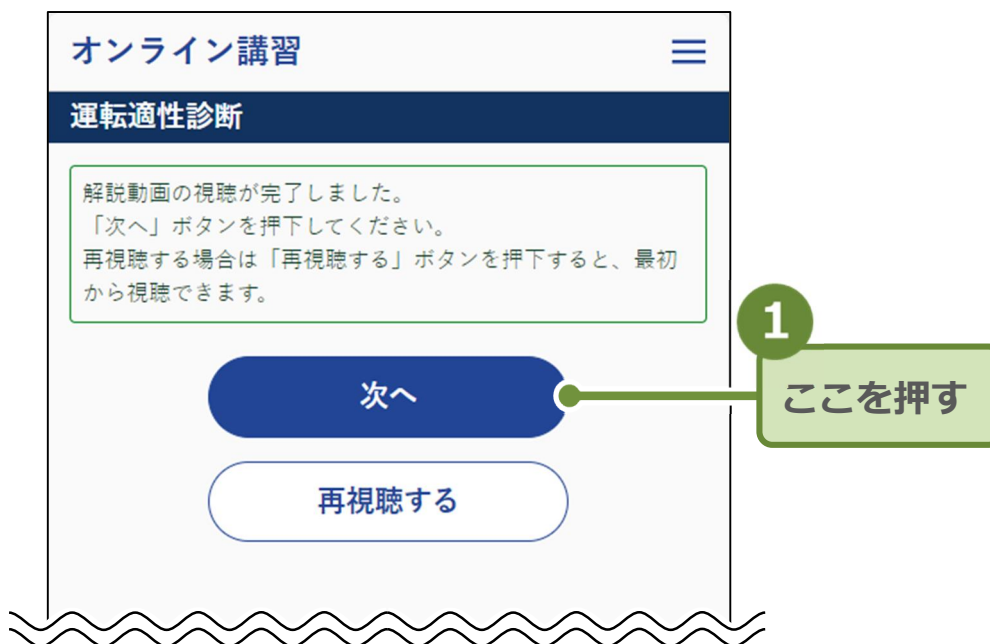 オンライン講習
運転適性診断
解説動画の視聴が完了しました。
「次へ」ボタンを押下してください。
再視聴する場合は「再視聴する」ボタンを押下すると、最初
から視聴できます。
1
次へ
ここを押す
再視聴する